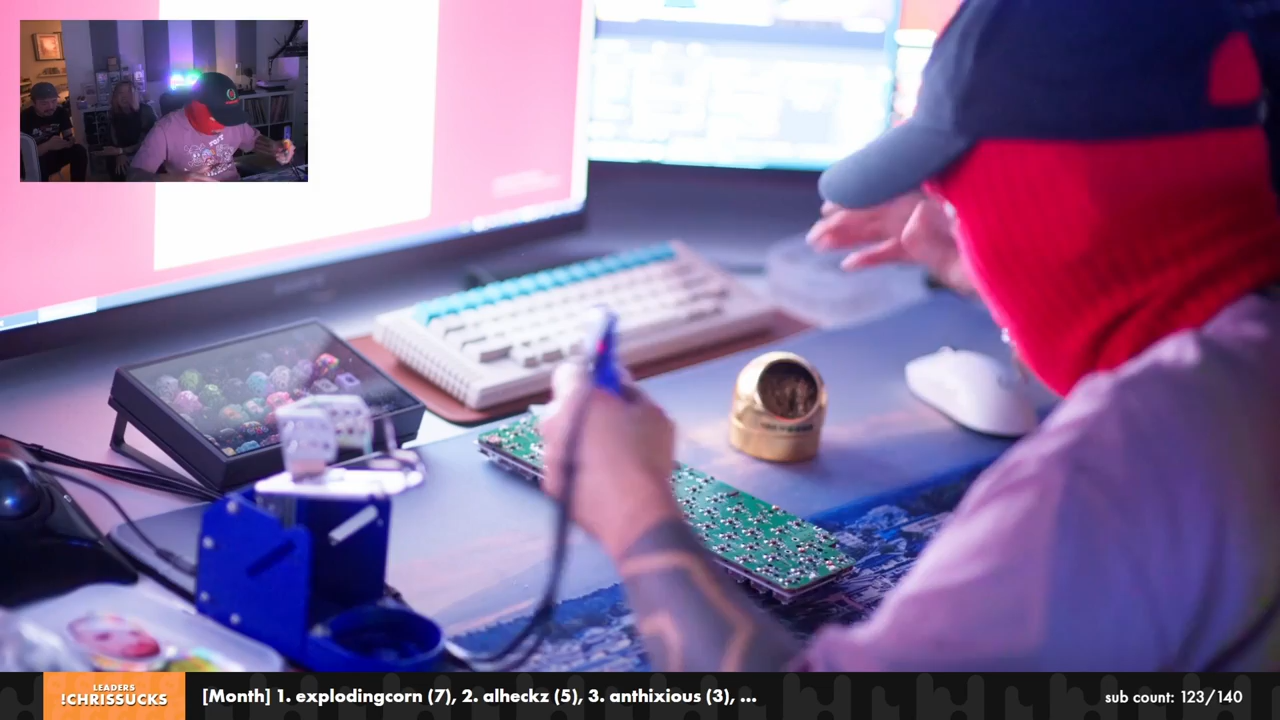 LEADERS
!CHRISSUCKS
[Month] 1. explodingcorn (7), 2. alheckz (5), 3. anthixious (3), ...
sub count: 123/140